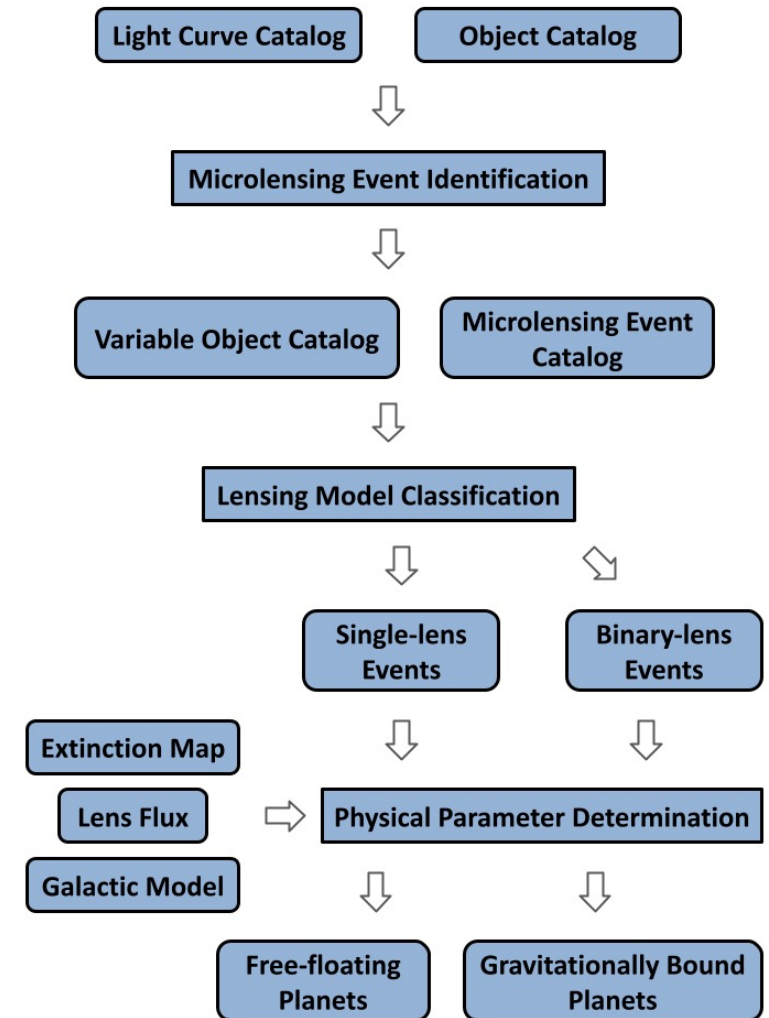 Light Curve Catalog
Object Catalog
Microlensing Event Identification
Variable Object Catalog
Microlensing Event
Catalog
Lensing Model Classification
Single-lens
Events
Binary-lens
Events
Extinction Map
Lens Flux
Galactic Model
Physical Parameter Determination
Free-floating
Planets
Gravitationally Bound
Planets